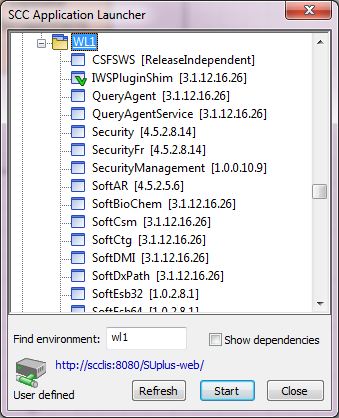 SCC Application Launcher
WL1
CSFSWS [ReleaseIndependent]
IWSPluginShim [3.1.12.16.26]
QueryAgent [3.1.12.16.26]
QueryAgentService [3.1.12.16.26]
Security [4.5.2.8.14]
SecurityFr [4.5.2.8.14]
SecurityManagement [1.0.0.10.9]
SoftAR [4.5.2.5.6]
SoftBioChem [3.1.12.16.26]
SoftCsm [3.1.12.16.26]
SoftCtg [3.1.12.16.26]
SoftDMI [3.1.12.16.26]
SoftDxPath [3.1.12.16.26]
SoftEsb32 [1.0.2.8.1]
SoftEsb64 [1.0.2.8.1]
Find environment: wl1 Show dependencies
http://scclis:8080/SUplus-web/
User defined Refresh Start Close